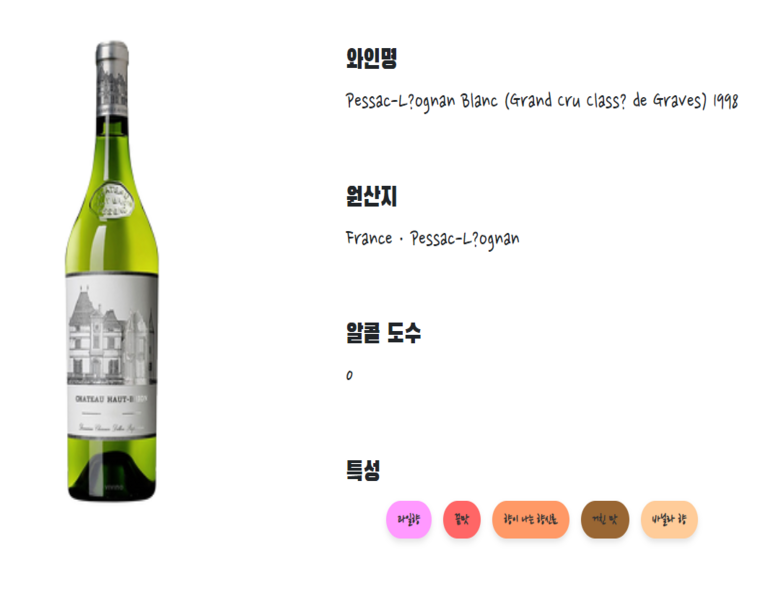 와인명
Pessac-L?ognan Blanc (Grand Cru Class? de Graves) 1998
원산지
France · Pessac-L?ognan
알콜 도수
0
특성
과일향
꿀맛
향이 나는 향신료
거친 맛
바닐라 향
CHATEAU HAUT-B